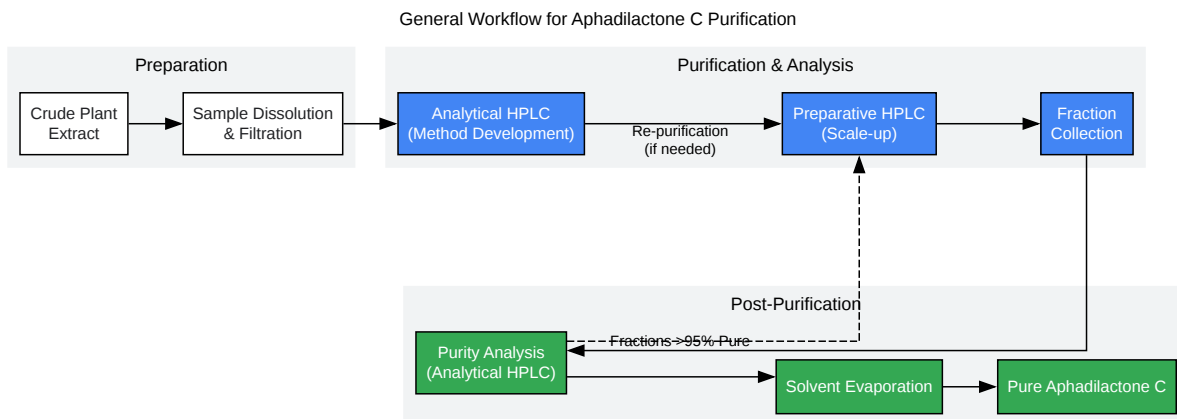 General Workflow for Aphadilactone C Purification
Preparation
Purification & Analysis
Crude Plant
Extract
Sample Dissolution
& Filtration
Analytical HPLC
(Method Development)
Re-purification
(if needed)
Preparative HPLC
(Scale-up)
Fraction
Collection
Post-Purification
Purity Analysis
(Analytical HPLC)
Fractions >95% Pure
Solvent Evaporation
Pure Aphadilactone C